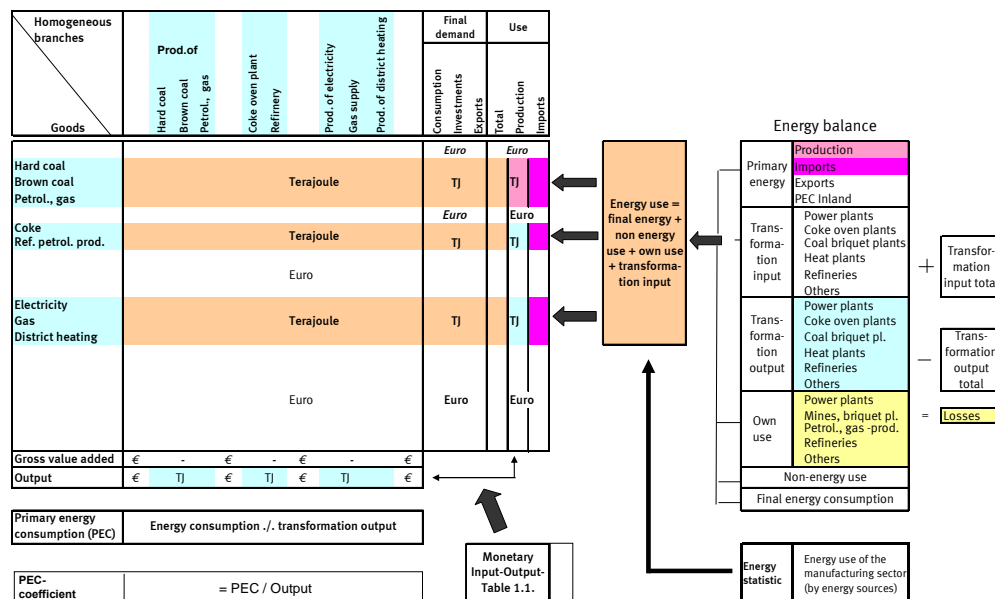 Homogeneous
branches
Goods
Prod.of
Hard coal
Brown coal
Petrol., gas
Coke oven plant
Refirnery
Prod. of electricity
Gas supply
Prod. of district heating
Final
demand
Use
Consumption
Investments
Exports
Total
Production
Imports
Euro
Euro
Hard coal
Brown coal
Petrol., gas
Terajoule
TJ
TJ
Euro
Euro
Coke
Ref. petrol. prod.
Terajoule
TJ
TJ
Euro
Electricity
Gas
District heating
Terajoule
TJ
TJ
Euro
Euro
Euro
Gross value added
€ - € - € - €
Output
€ TJ € TJ € TJ €
Primary energy
consumption (PEC)
Energy consumption ./. transformation output
PEC-
coefficient
= PEC / Output
Monetary
Input-Output-
Table 1.1.
Energy use =
final energy +
non energy
use + own use
+ transforma-
tion input
Energy balance
Primary
energy
Production
Imports
Exports
PEC Inland
Trans-
forma-
tion
input
Power plants
Coke oven plants
Coal briquet plants
Heat plants
Refineries
Others
+
Transfor-
mation
input total
Trans-
forma-
tion
output
Power plants
Coke oven plants
Coal briquet pl.
Heat plants
Refineries
Others
−
Trans-
formation
output
total
Own
use
Power plants
Mines, briquet pl.
Petrol., gas -prod.
Refineries
Others
=
Losses
Non-energy use
Final energy consumption
Energy
statistic
Energy use of the
manufacturing sector
(by energy sources)